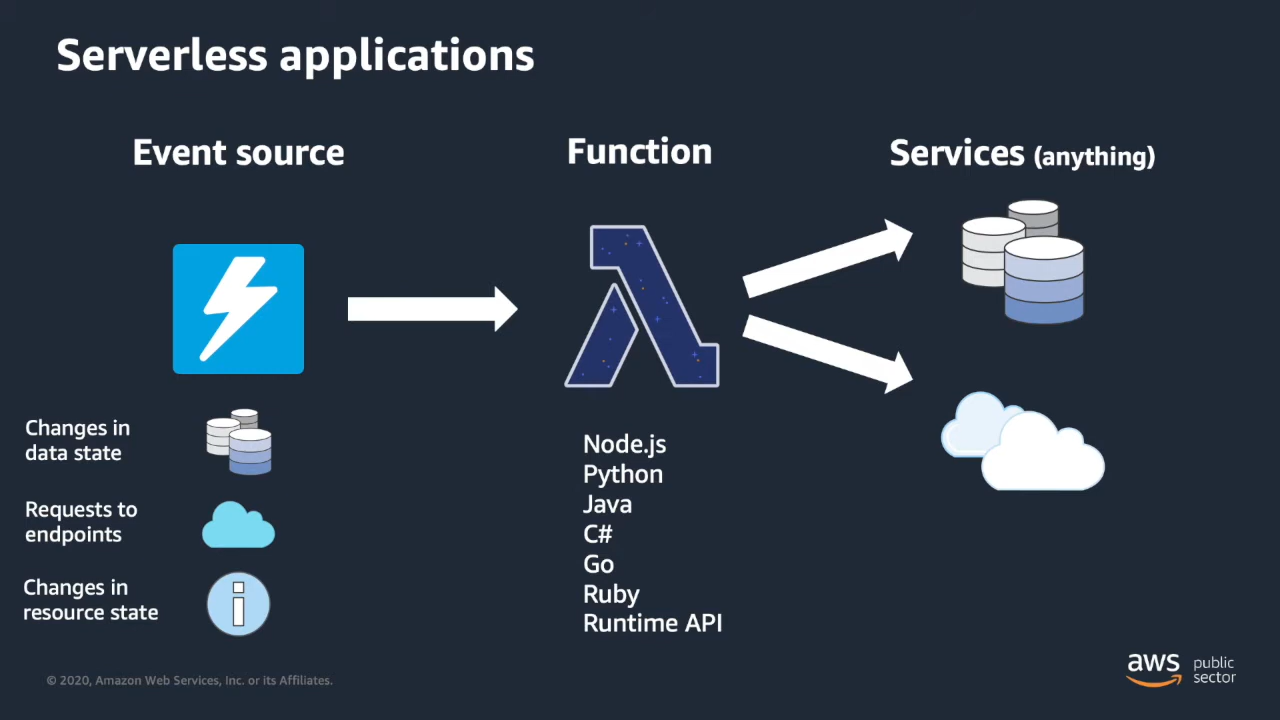 Serverless applications
Event source
Function
Services (anything)
Changes in
data state
Requests to
endpoints
Changes in
resource state
Node.js
Python
Java
C#
Go
Ruby
Runtime API
© 2020, Amazon Web Services, Inc. or its Affiliates.
aws public
sector